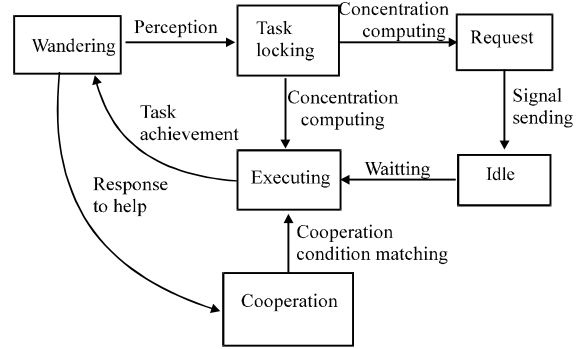 Concentration
computing
Wandering
Perception
Task
locking
Request
Concentration
computing
Signal
sending
Task
achievement
Executing
Waitting
Idle
Response
to help
Cooperation
condition matching
Cooperation